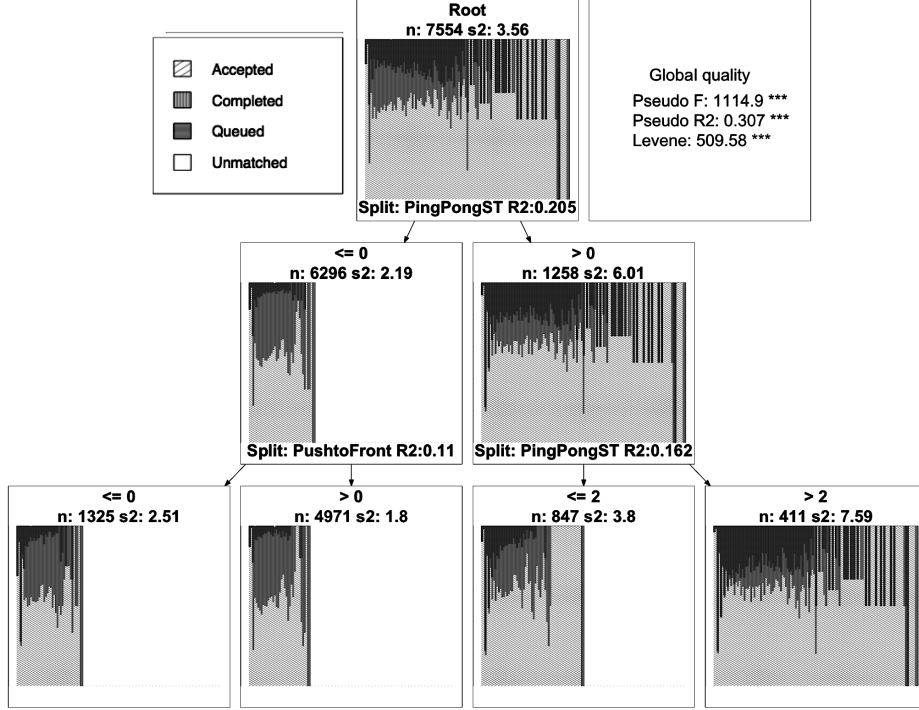 Root
n: 7554 s2: 3.56
Accepted
Completed
Queued
Unmatched
Global quality
Pseudo F: 1114.9 ***
Pseudo R2: 0.307 ***
Levene: 509.58 ***
Split: PingPongST R2:0.205
<= 0
n: 6296 s2: 2.19
> 0
n: 1258 s2: 6.01
Split: PushtoFront R2:0.11
Split: PingPongST R2:0.162
<= 0
n: 1325 s2: 2.51
> 0
n: 4971 s2: 1.8
<= 2
n: 847 s2: 3.8
> 2
n: 411 s2: 7.59